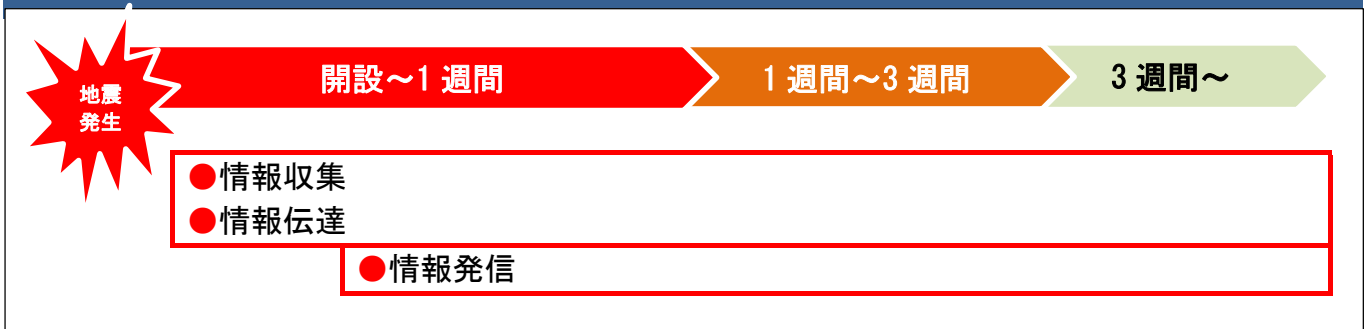 地震
発生
開設～1 週間
1 週間～3 週間
3 週間～
●情報収集
●情報伝達
●情報発信